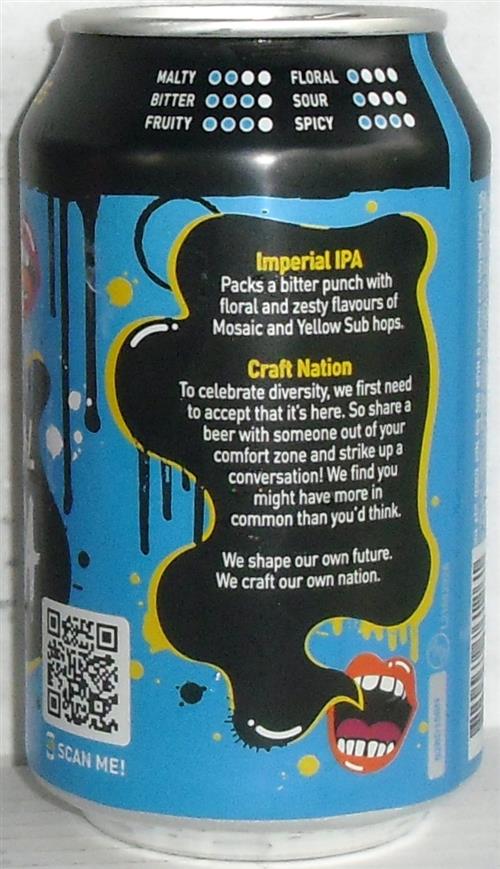 MALTY FLORAL
BITTER SOUR
FRUITY SPICY
Imperial IPA
Packs a bitter punch with
floral and zesty flavours of
Mosaic and Yellow Sub hops.
Craft Nation
To celebrate diversity, we first need
to accept that it's here. So share a
beer with someone out of your
comfort zone and strike up a
conversation! We find you
might have more in
common than you'd think.
We shape our own future.
We craft our own nation.
SCAN ME!